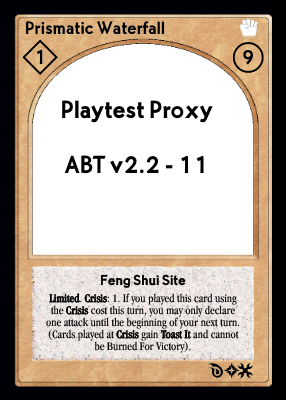 Prismatic Waterfall
1
9
Playtest Proxy
ABT v2.2 - 11
Feng Shui Site
Limited. Crisis: 1. If you played this card using
the Crisis cost this turn, you may only declare
one attack until the beginning of your next turn.
(Cards played at Crisis gain Toast It and cannot
be Burned For Victory).